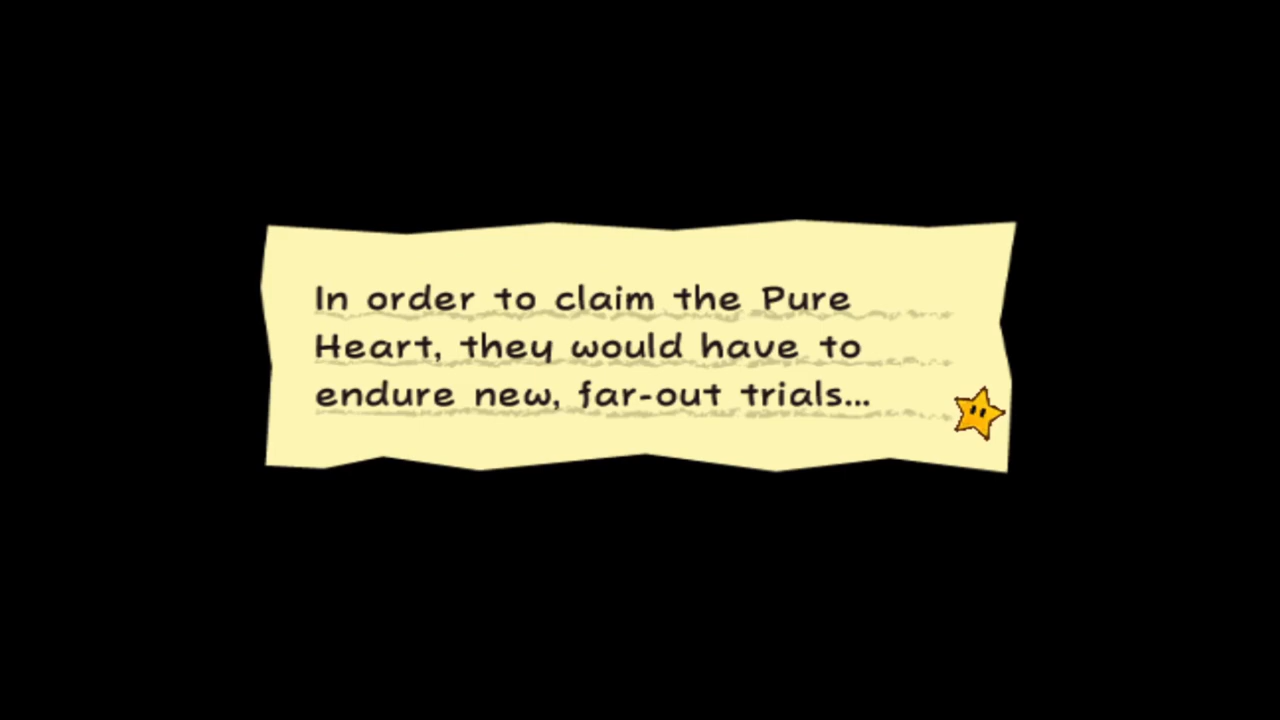 In order to claim the Pure
Heart, they would have to
endure new, far-out trials...